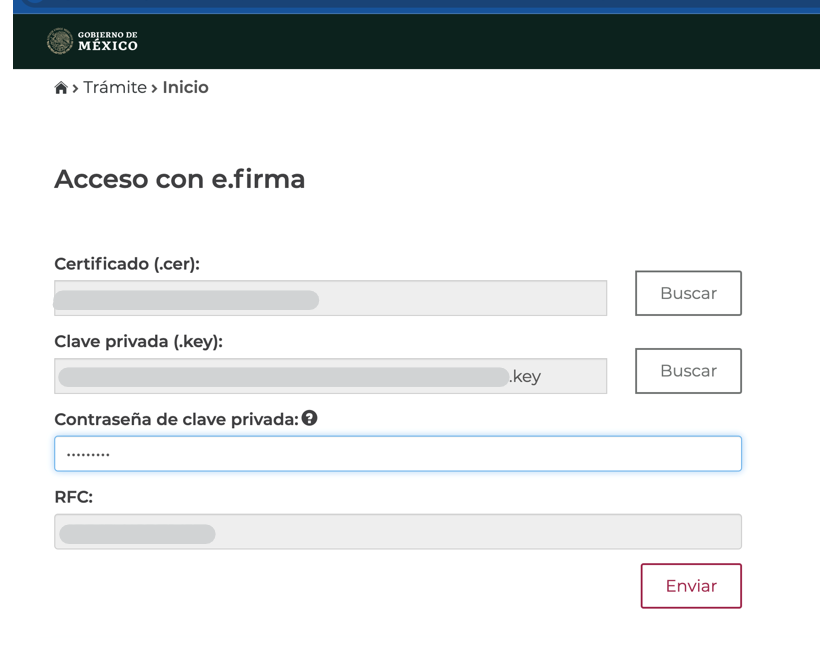 GOBIERNO DE
MÉXICO
> Trámite > Inicio
Acceso con e.firma
Certificado (.cer):
Buscar
Clave privada (.key):
.key
Buscar
Contraseña de clave privada: ?
·········
RFC:
Enviar